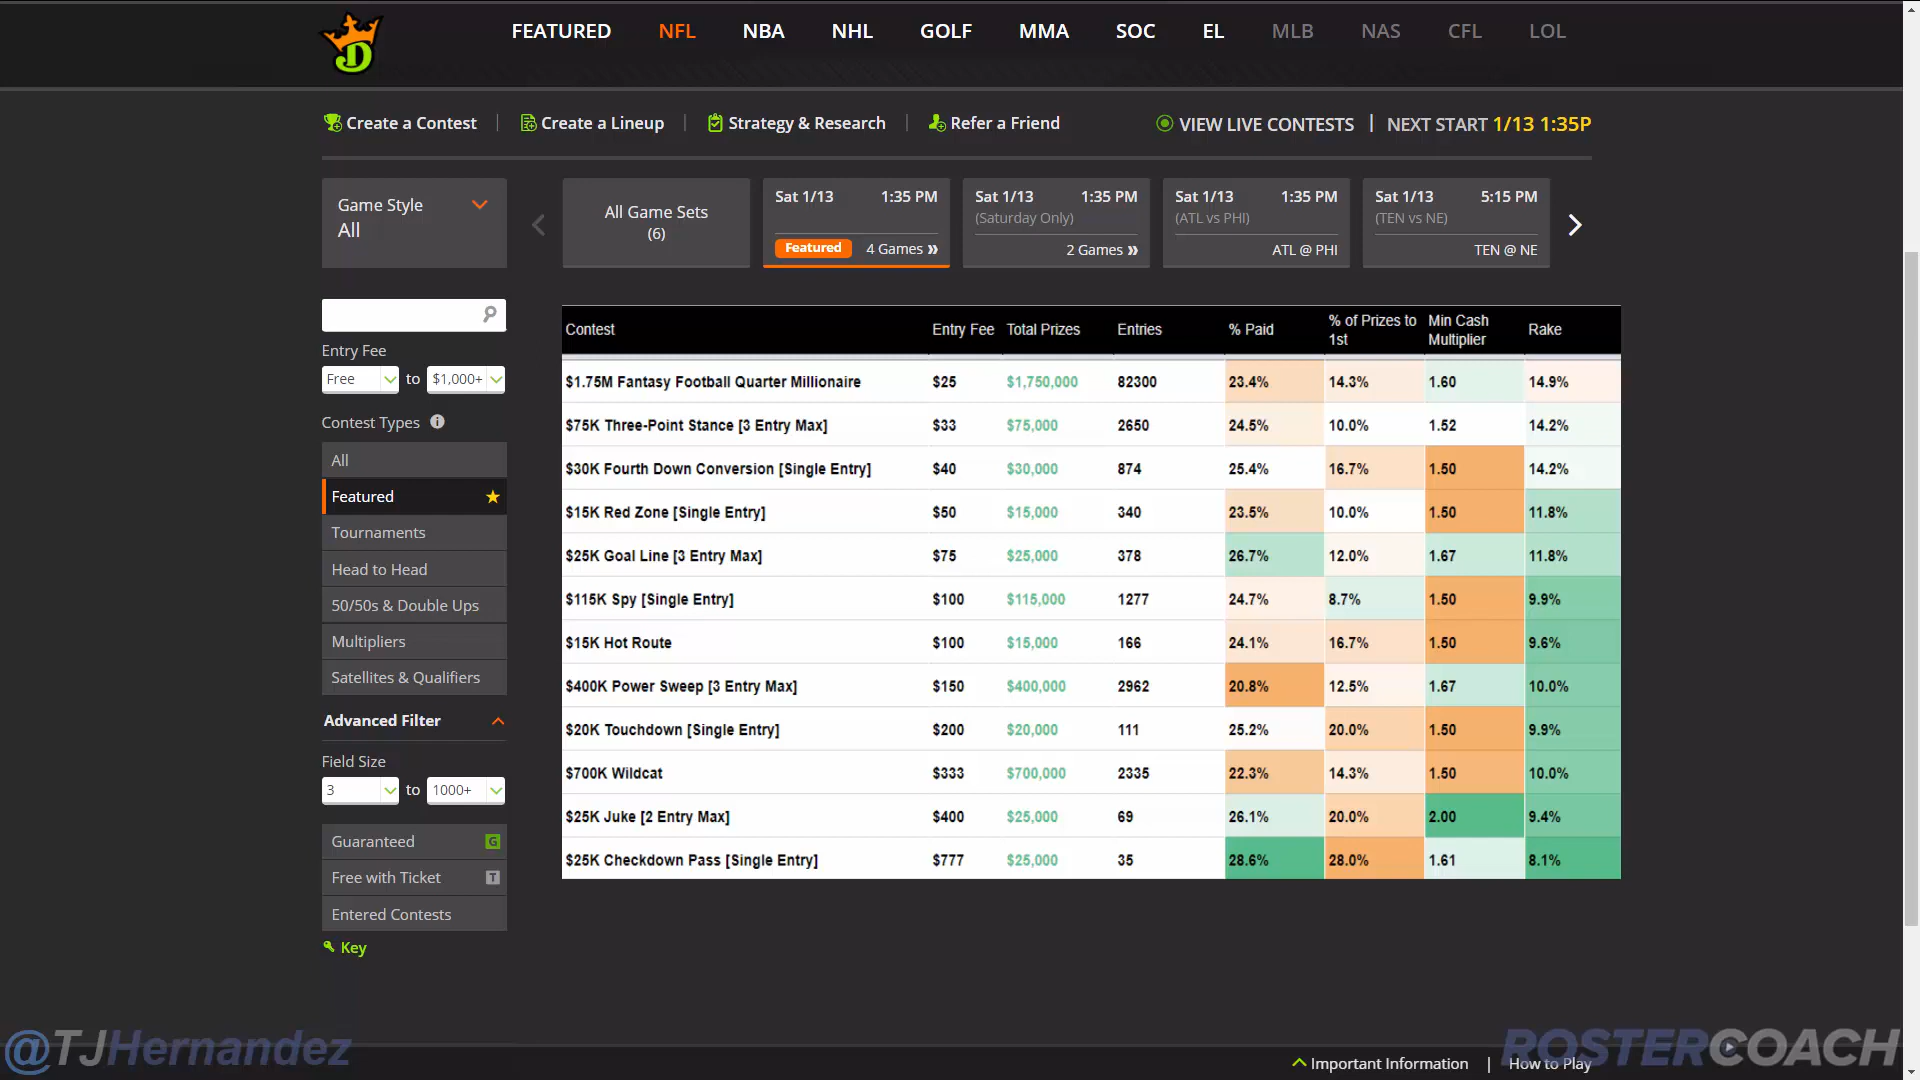 FEATURED NFL NBA NHL GOLF MMA SOC EL MLB NAS CFL LOL
Create a Contest | Create a Lineup | Strategy & Research | Refer a Friend
VIEW LIVE CONTESTS | NEXT START 1/13 1:35P
Game Style
All
All Game Sets
(6)
Sat 1/13 1:35 PM
Featured 4 Games »
Sat 1/13 1:35 PM
(Saturday Only)
2 Games »
Sat 1/13 1:35 PM
(ATL vs PHI)
ATL @ PHI
Sat 1/13 5:15 PM
(TEN vs NE)
TEN @ NE
Entry Fee
Free to $1,000+
Contest Types
All
Featured
Tournaments
Head to Head
50/50s & Double Ups
Multipliers
Satellites & Qualifiers
Advanced Filter
Field Size
3 to 1000+
Guaranteed G
Free with Ticket T
Entered Contests
Key
Contest Entry Fee Total Prizes Entries % Paid % of Prizes to 1st Min Cash Multiplier Rake
$1.75M Fantasy Football Quarter Millionaire $25 $1,750,000 82300 23.4% 14.3% 1.60 14.9%
$75K Three-Point Stance [3 Entry Max] $33 $75,000 2650 24.5% 10.0% 1.52 14.2%
$30K Fourth Down Conversion [Single Entry] $40 $30,000 874 25.4% 16.7% 1.50 14.2%
$15K Red Zone [Single Entry] $50 $15,000 340 23.5% 10.0% 1.50 11.8%
$25K Goal Line [3 Entry Max] $75 $25,000 378 26.7% 12.0% 1.67 11.8%
$115K Spy [Single Entry] $100 $115,000 1277 24.7% 8.7% 1.50 9.9%
$15K Hot Route $100 $15,000 166 24.1% 16.7% 1.50 9.6%
$400K Power Sweep [3 Entry Max] $150 $400,000 2962 20.8% 12.5% 1.67 10.0%
$20K Touchdown [Single Entry] $200 $20,000 111 25.2% 20.0% 1.50 9.9%
$700K Wildcat $333 $700,000 2335 22.3% 14.3% 1.50 10.0%
$25K Juke [2 Entry Max] $400 $25,000 69 26.1% 20.0% 2.00 9.4%
$25K Checkdown Pass [Single Entry] $777 $25,000 35 28.6% 28.0% 1.61 8.1%
@TJHernandez
ROSTERCOACH
Important Information | How to Play